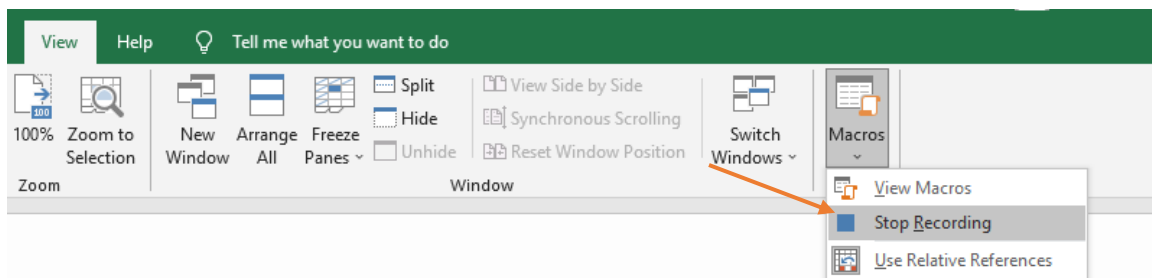 View Help Tell me what you want to do
100
100%
Zoom to
Selection
Zoom
New
Window
Arrange
All
Freeze
Panes
Split
Hide
Unhide
View Side by Side
Synchronous Scrolling
Reset Window Position
Switch
Windows
Window
Macros
View Macros
Stop Recording
Use Relative References